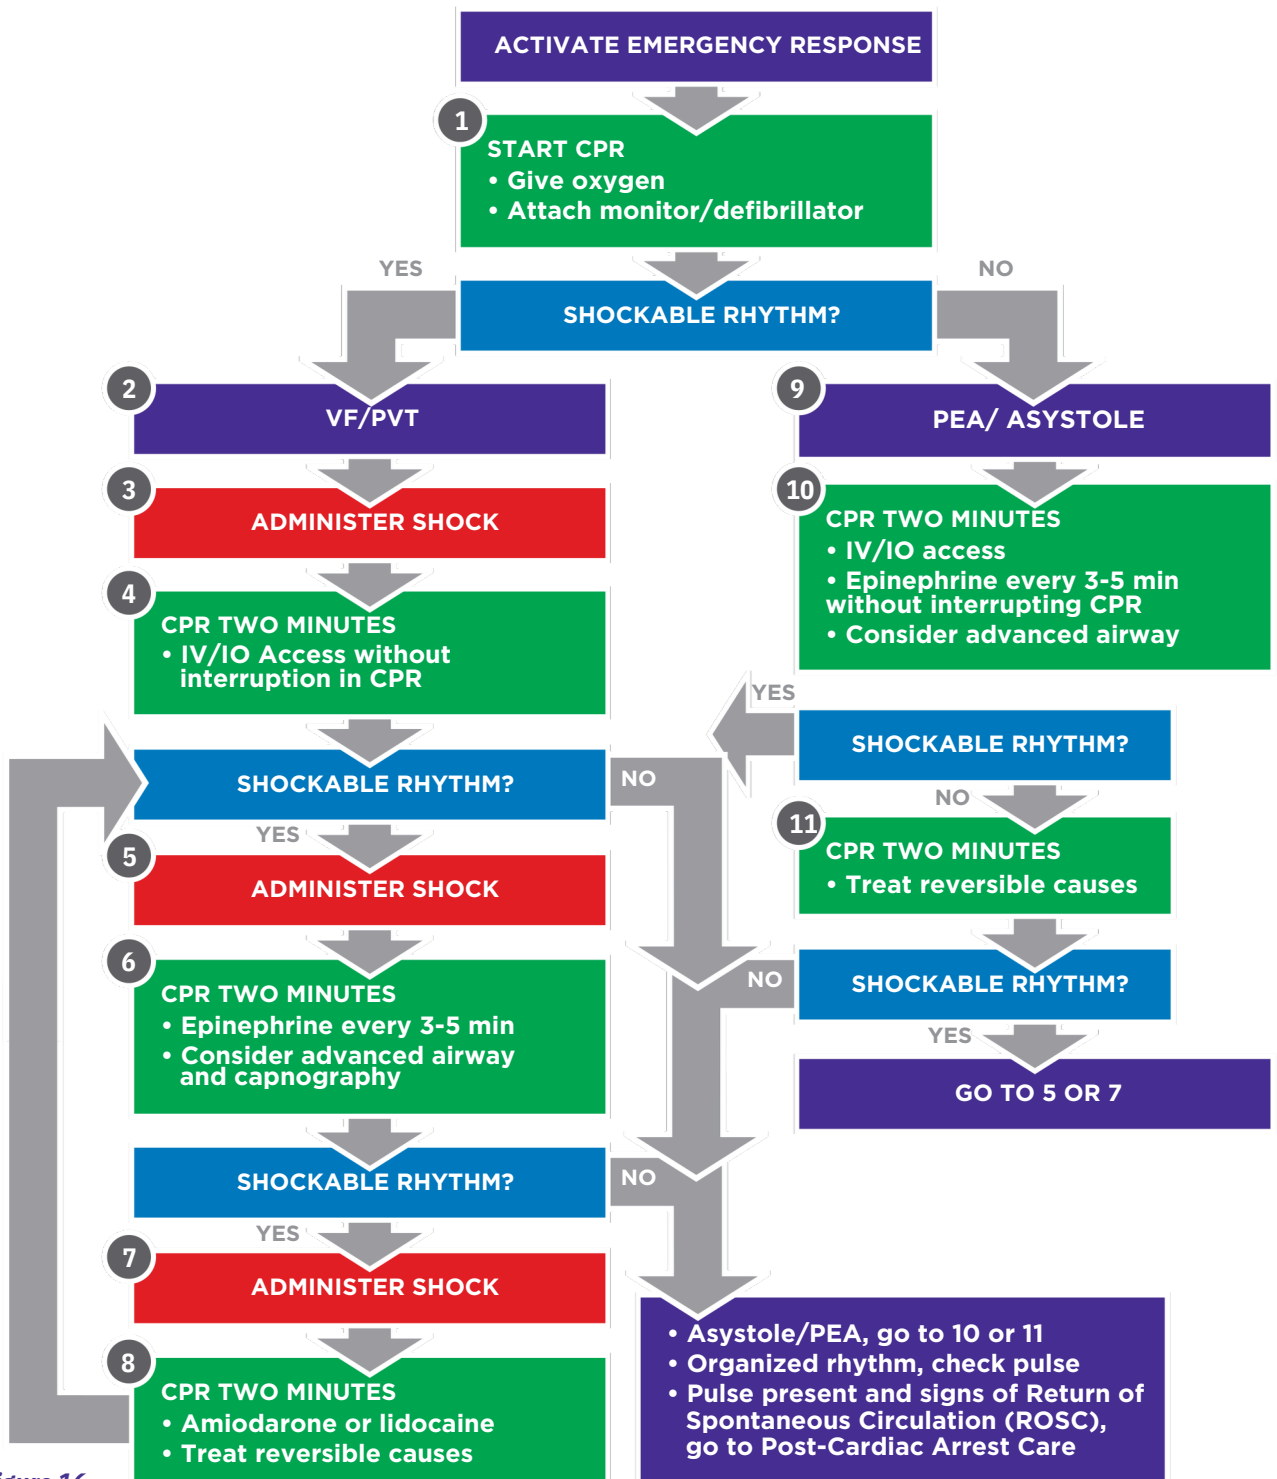 ACTIVATE EMERGENCY RESPONSE
1
START CPR
• Give oxygen
• Attach monitor/defibrillator
YES
NO
SHOCKABLE RHYTHM?
2
VF/PVT
3
ADMINISTER SHOCK
4
CPR TWO MINUTES
• IV/IO Access without
interruption in CPR
SHOCKABLE RHYTHM?
NO
YES
5
ADMINISTER SHOCK
6
CPR TWO MINUTES
• Epinephrine every 3-5 min
• Consider advanced airway
and capnography
SHOCKABLE RHYTHM?
NO
YES
7
ADMINISTER SHOCK
8
CPR TWO MINUTES
• Amiodarone or lidocaine
• Treat reversible causes
9
PEA/ ASYSTOLE
10
CPR TWO MINUTES
• IV/IO access
• Epinephrine every 3-5 min
without interrupting CPR
• Consider advanced airway
YES
SHOCKABLE RHYTHM?
NO
11
CPR TWO MINUTES
• Treat reversible causes
NO
SHOCKABLE RHYTHM?
YES
GO TO 5 OR 7
• Asystole/PEA, go to 10 or 11
• Organized rhythm, check pulse
• Pulse present and signs of Return of
Spontaneous Circulation (ROSC),
go to Post-Cardiac Arrest Care